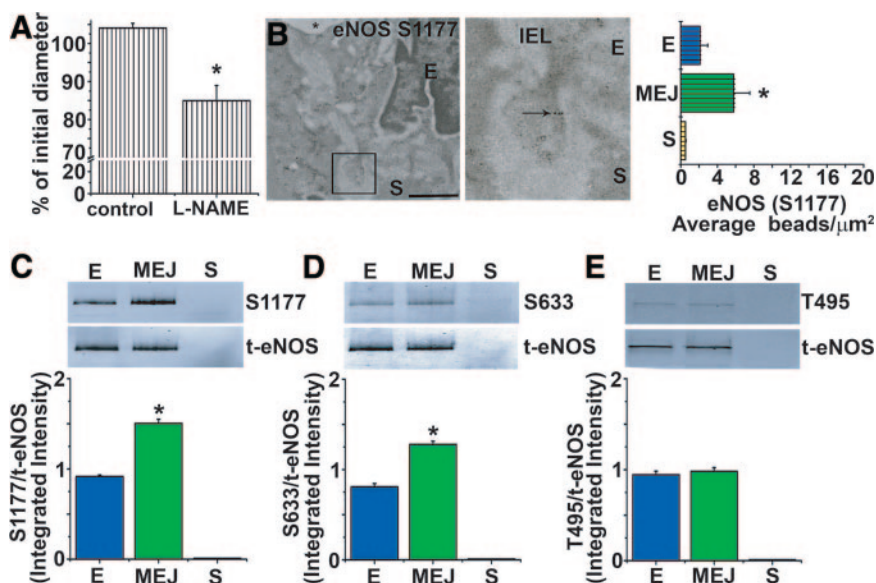 A
% of initial diameter
100
90
80
70
20
10
0
control
L-NAME
*
B
* eNOS S1177
E
S
IEL
E
S
E
MEJ
S
*
0 4 8 12 16 20
eNOS (S1177)
Average beads/µm²
C
E MEJ S
S1177
t-eNOS
S1177/t-eNOS
(Integrated Intensity)
2
1
0
*
E MEJ S
D
E MEJ S
S633
t-eNOS
S633/t-eNOS
(Integrated Intensity)
2
1
0
*
E MEJ S
E
E MEJ S
T495
t-eNOS
T495/t-eNOS
(Integrated Intensity)
2
1
0
E MEJ S